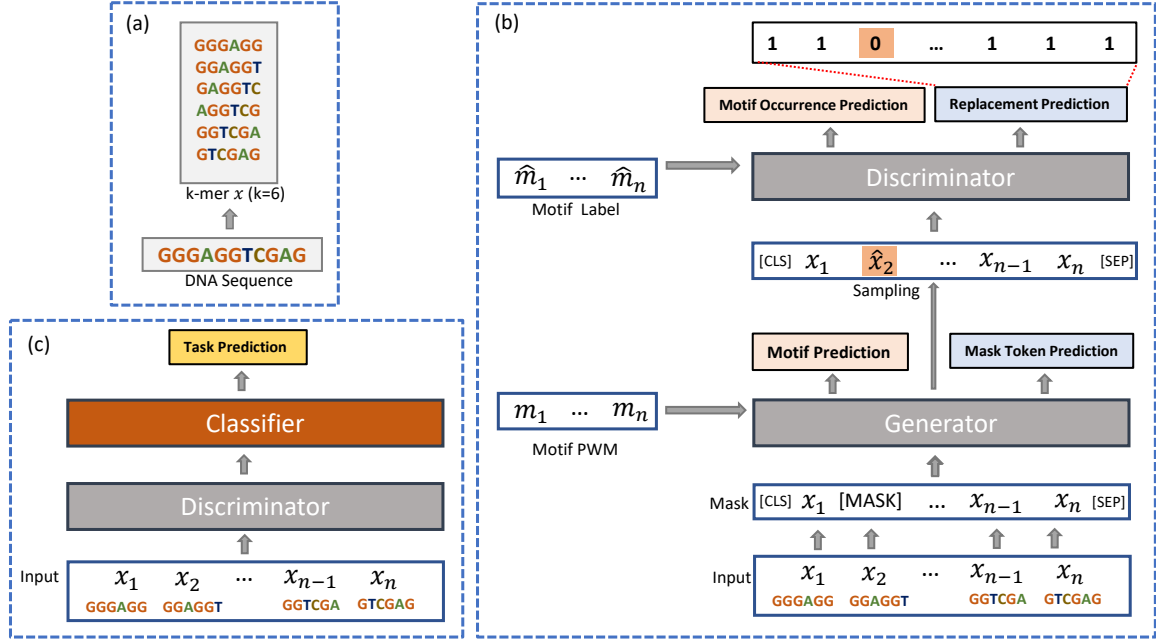 (a)
GGGAGG
GGAGGT
GAGGTC
AGGTCG
GGTCGA
GTCGAG
k-mer x (k=6)
GGGAGGTCGAG
DNA Sequence
(b)
1 1 0 ... 1 1 1
Motif Occurrence Prediction
Replacement Prediction
m̂₁ ... m̂ₙ
Motif Label
Discriminator
[CLS] x₁ x̂₂ ... xₙ₋₁ xₙ [SEP]
Sampling
Motif Prediction
Mask Token Prediction
m₁ ... mₙ
Motif PWM
Generator
Mask [CLS] x₁ [MASK] ... xₙ₋₁ xₙ [SEP]
Input x₁ x₂ ... xₙ₋₁ xₙ
GGGAGG GGAGGT GGTCGA GTCGAG
(c)
Task Prediction
Classifier
Discriminator
Input x₁ x₂ ... xₙ₋₁ xₙ
GGGAGG GGAGGT GGTCGA GTCGAG